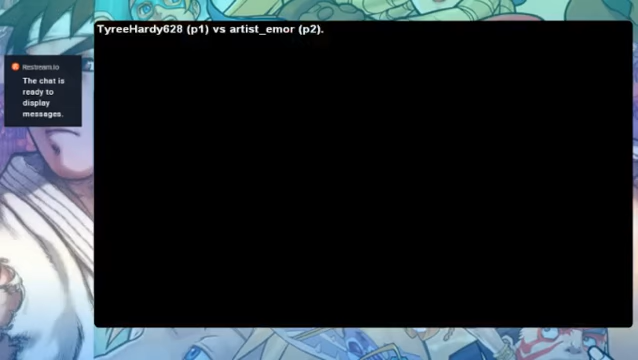 TyreeHardy628 (p1) vs artist_emor (p2).
Restream.io
The chat is
ready to
display
messages.